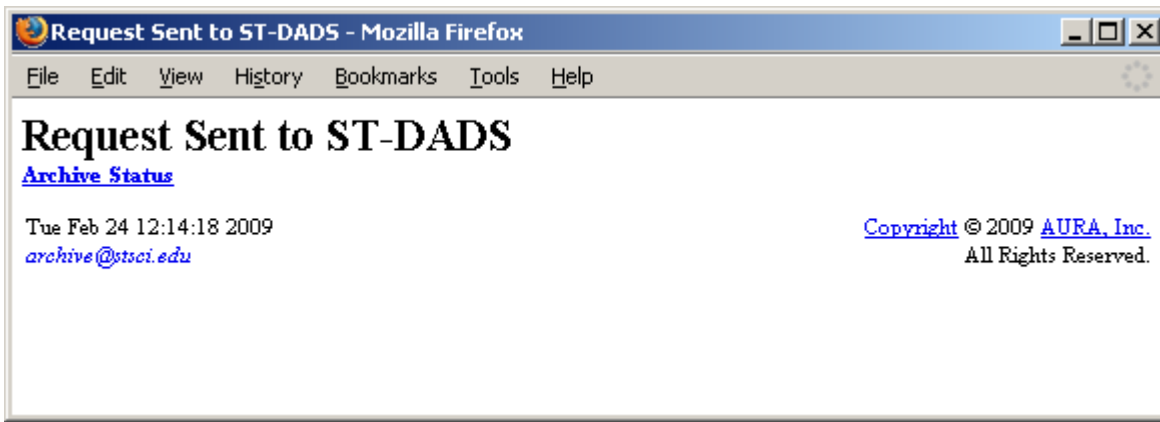 Request Sent to ST-DADS - Mozilla Firefox
File Edit View History Bookmarks Tools Help
Request Sent to ST-DADS
Archive Status
Tue Feb 24 12:14:18 2009 Copyright © 2009 AURA, Inc.
archive@stsci.edu All Rights Reserved.